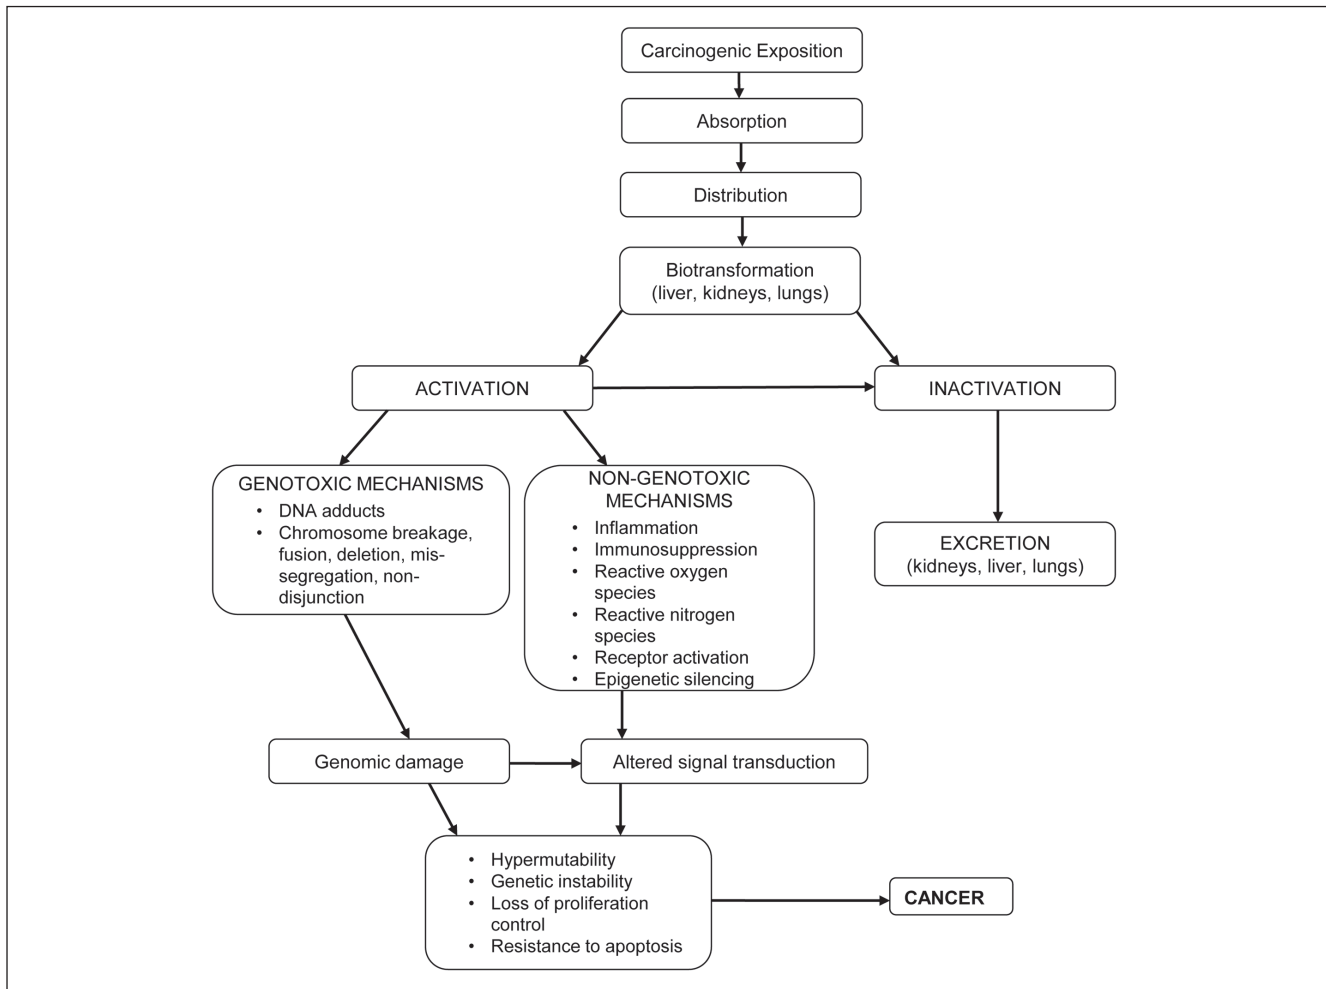 Carcinogenic Exposition
Absorption
Distribution
Biotransformation
(liver, kidneys, lungs)
ACTIVATION
INACTIVATION
GENOTOXIC MECHANISMS
• DNA adducts
• Chromosome breakage,
fusion, deletion, mis-
segregation, non-
disjunction
NON-GENOTOXIC
MECHANISMS
• Inflammation
• Immunosuppression
• Reactive oxygen
species
• Reactive nitrogen
species
• Receptor activation
• Epigenetic silencing
EXCRETION
(kidneys, liver, lungs)
Genomic damage
Altered signal transduction
• Hypermutability
• Genetic instability
• Loss of proliferation
control
• Resistance to apoptosis
CANCER